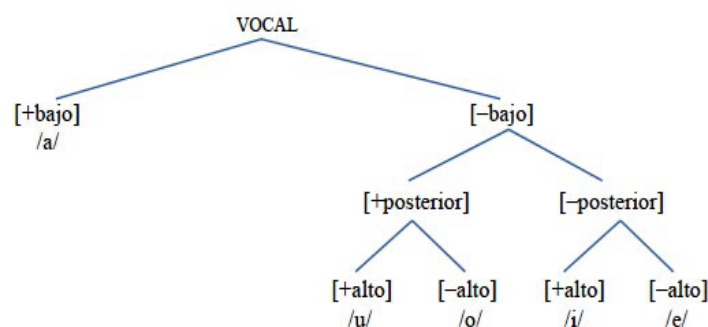 VOCAL
[+bajo] [–bajo]
/a/
[+posterior] [–posterior]
[+alto] [–alto] [+alto] [–alto]
/u/ /o/ /i/ /e/